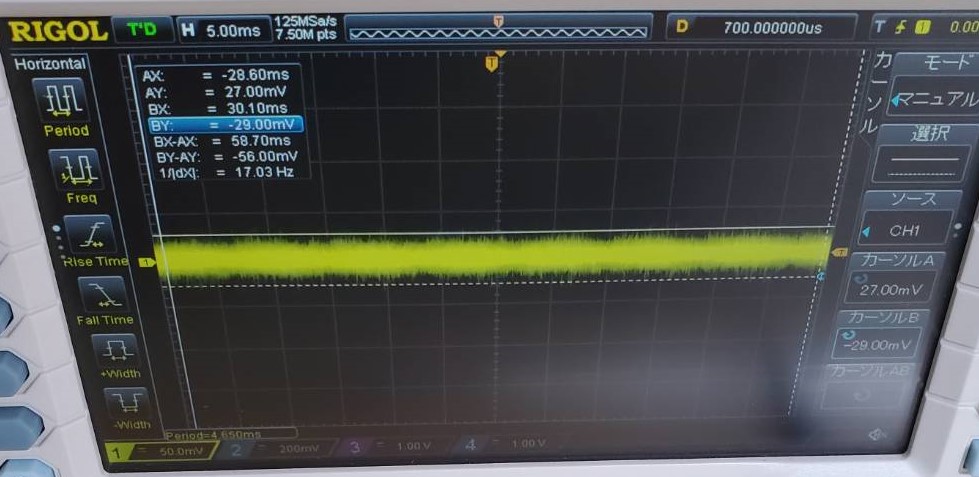 RIGOL T'D H 5.00ms 125MSa/s
7.50M pts
T
D 700.000000us T 1 0.00
Horizontal
Period
Freq
Rise Time
Fall Time
+Width
-Width
AX: = -28.60ms
AY: = 27.00mV
BX: = 30.10ms
BY: = -29.00mV
BX-AX: = 58.70ms
BY-AY: = -56.00mV
1/|dX|: = 17.03 Hz
T
1
T
カーソル
モード
マニュアル
選択
ソース
CH1
カーソルA
27.00mV
カーソルB
-29.00mV
カーソルAB
Period=4.650ms
1 = 50.0mV 2 = 200mV 3 = 1.00 V 4 = 1.00 V